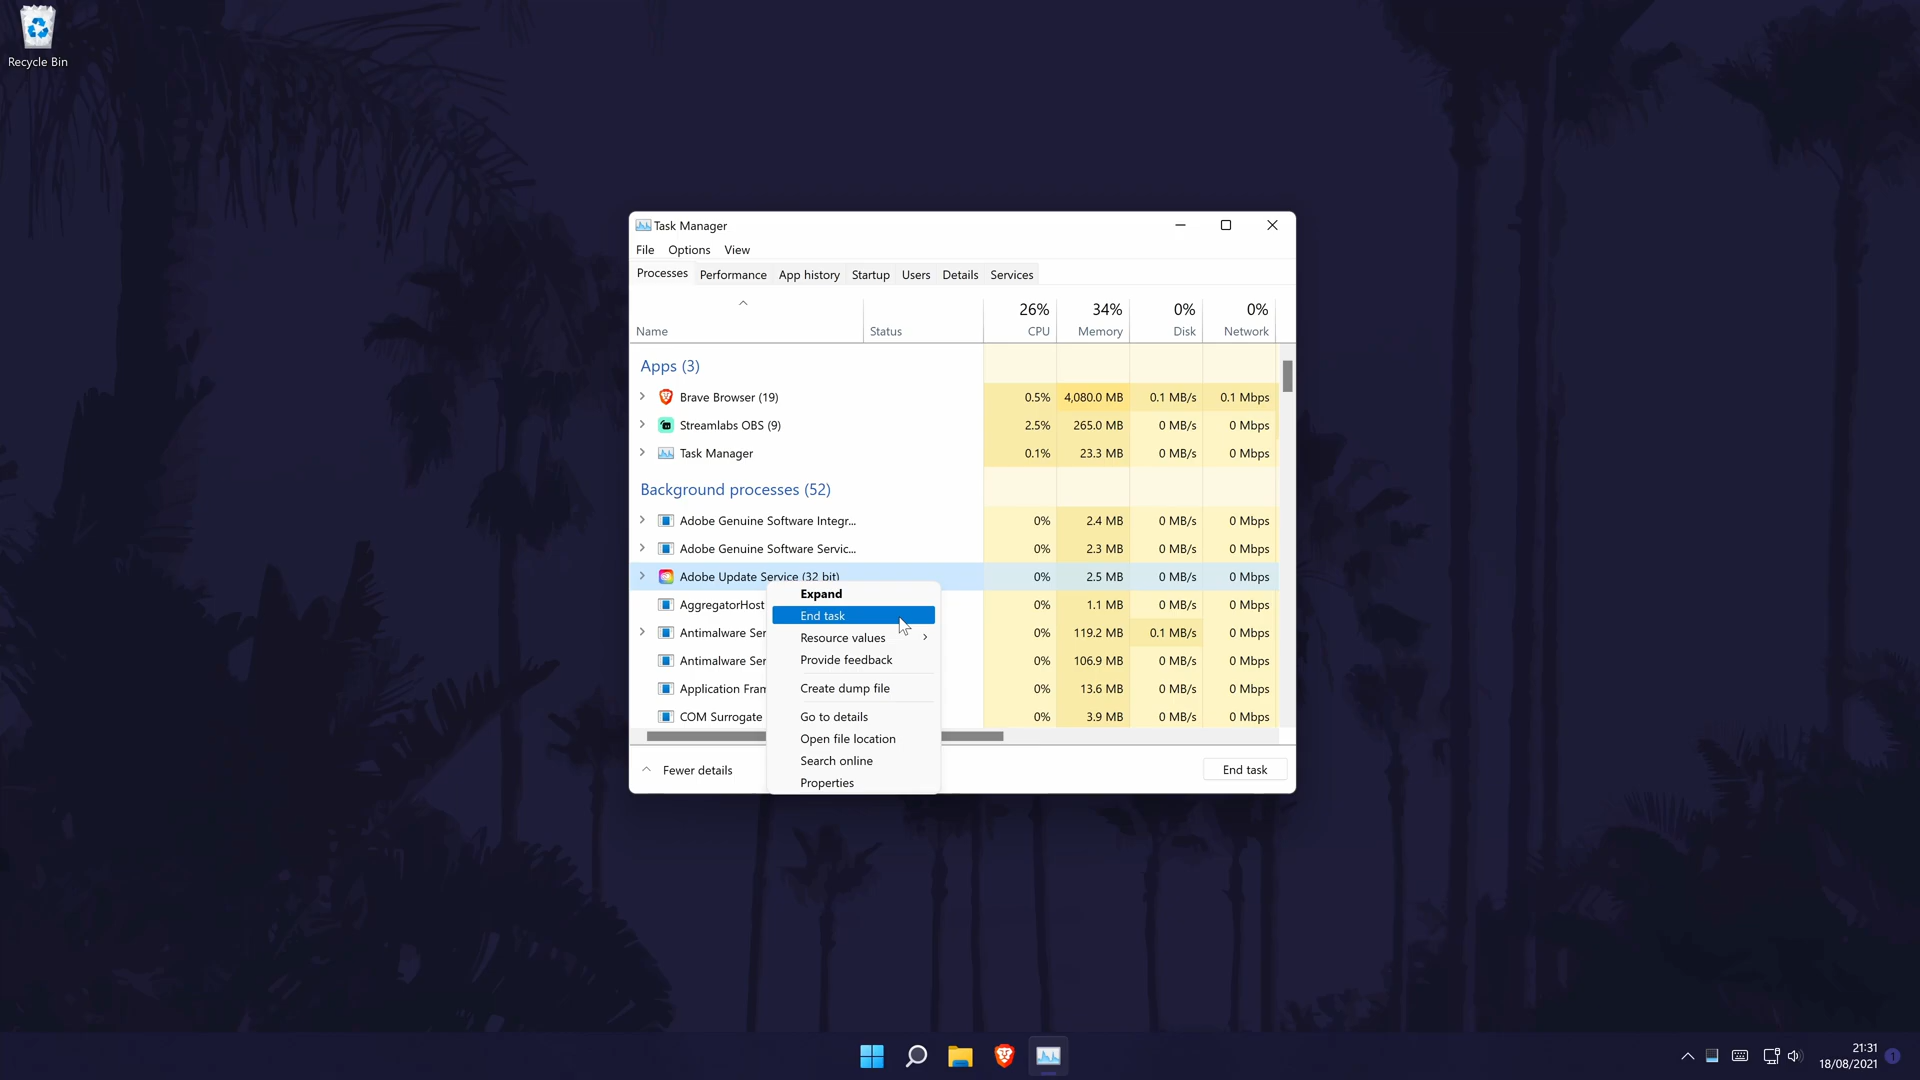 Recycle Bin
Task Manager
File Options View
Processes Performance App history Startup Users Details Services
26% 34% 0% 0%
Name Status CPU Memory Disk Network
Apps (3)
Brave Browser (19) 0.5% 4,080.0 MB 0.1 MB/s 0.1 Mbps
Streamlabs OBS (9) 2.5% 265.0 MB 0 MB/s 0 Mbps
Task Manager 0.1% 23.3 MB 0 MB/s 0 Mbps
Background processes (52)
Adobe Genuine Software Integr... 0% 2.4 MB 0 MB/s 0 Mbps
Adobe Genuine Software Servic... 0% 2.3 MB 0 MB/s 0 Mbps
Adobe Update Service (32 bit) 0% 2.5 MB 0 MB/s 0 Mbps
AggregatorHost 0% 1.1 MB 0 MB/s 0 Mbps
Antimalware Ser 0% 119.2 MB 0.1 MB/s 0 Mbps
Antimalware Ser 0% 106.9 MB 0 MB/s 0 Mbps
Application Fram 0% 13.6 MB 0 MB/s 0 Mbps
COM Surrogate 0% 3.9 MB 0 MB/s 0 Mbps
Expand
End task
Resource values
Provide feedback
Create dump file
Go to details
Open file location
Search online
Properties
Fewer details End task
21:31
18/08/2021 1